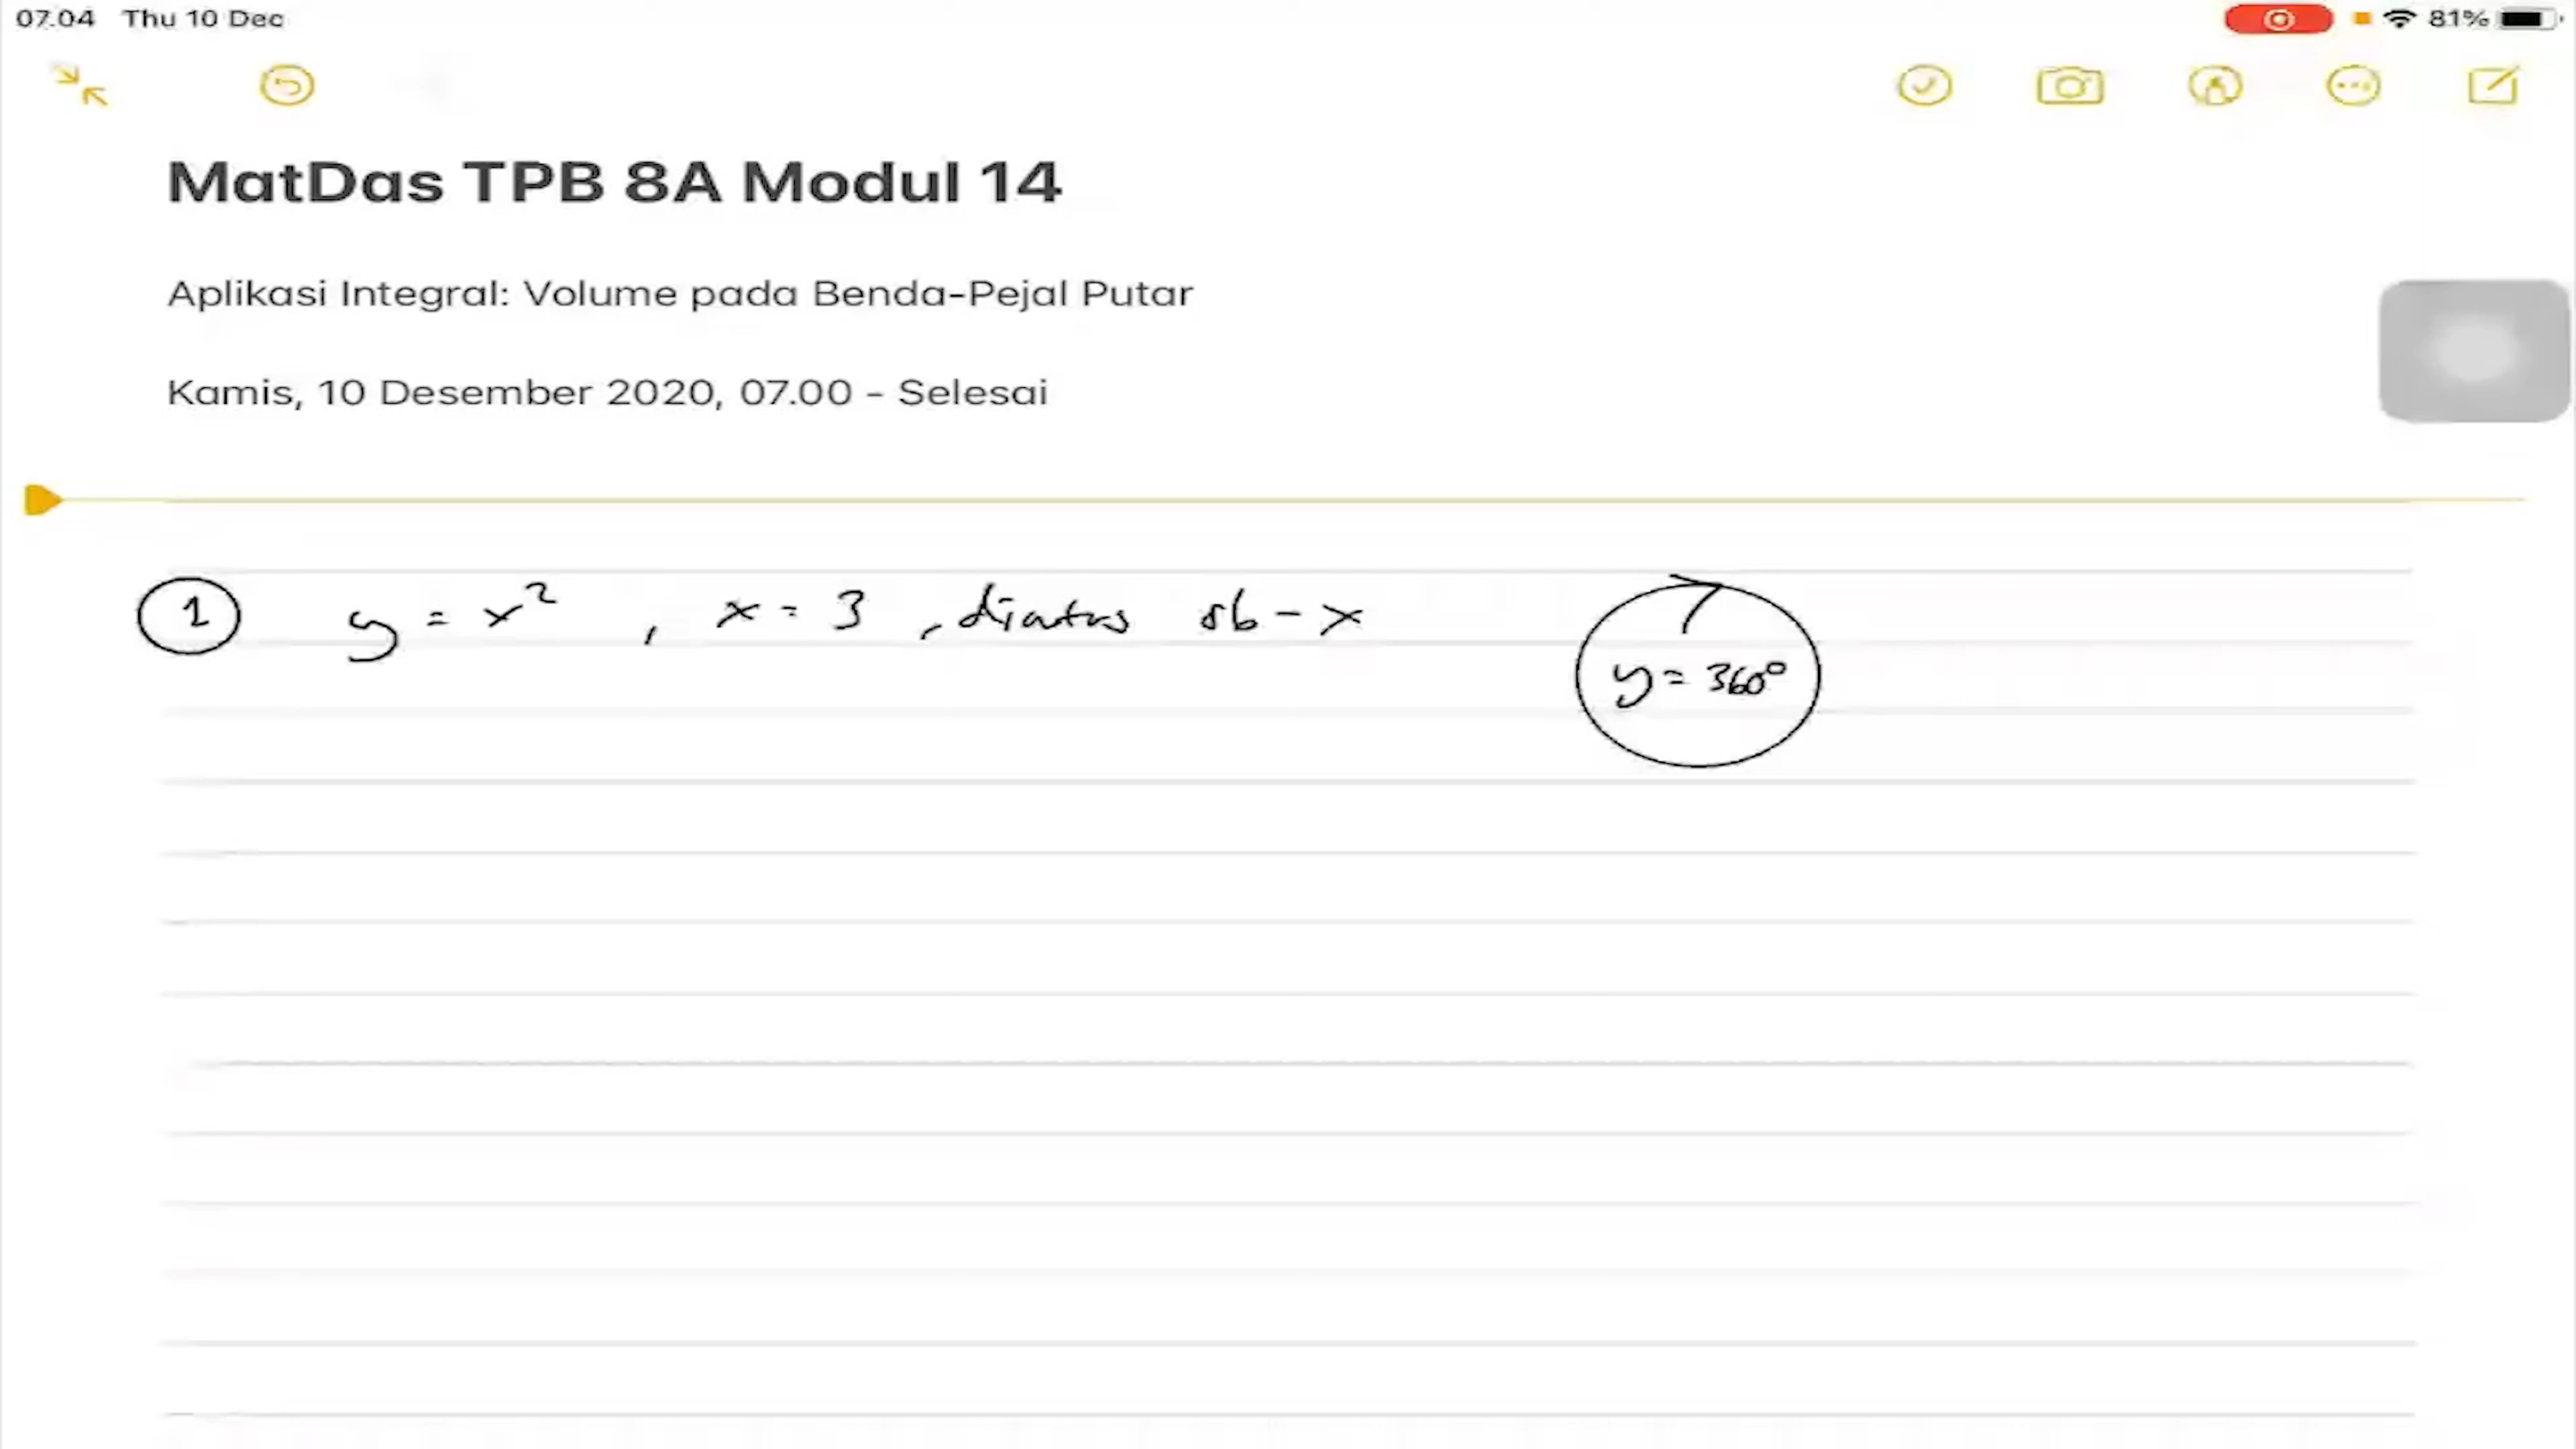 07.04 Thu 10 Dec
81%
MatDas TPB 8A Modul 14
Aplikasi Integral: Volume pada Benda-Pejal Putar
Kamis, 10 Desember 2020, 07.00 - Selesai
1 y = x² , x = 3 , diatas sb - x
y = 360°